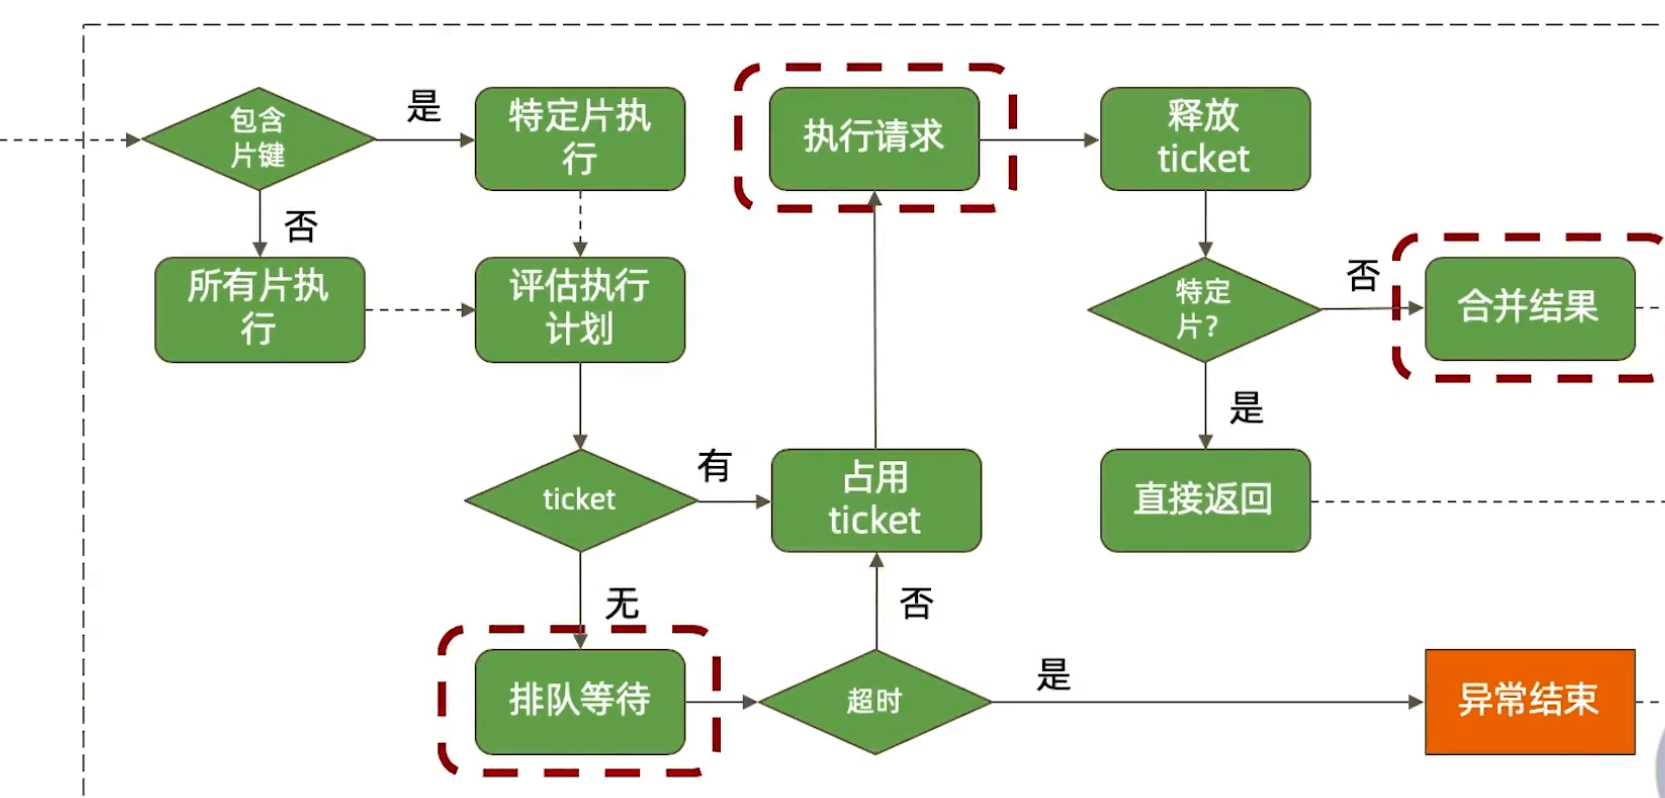 包含
片键
是
特定片执
行
执行请求
释放
ticket
否
所有片执
行
评估执行
计划
特定
片?
否
合并结果
是
ticket
有
占用
ticket
直接返回
无
否
排队等待
超时
是
异常结束